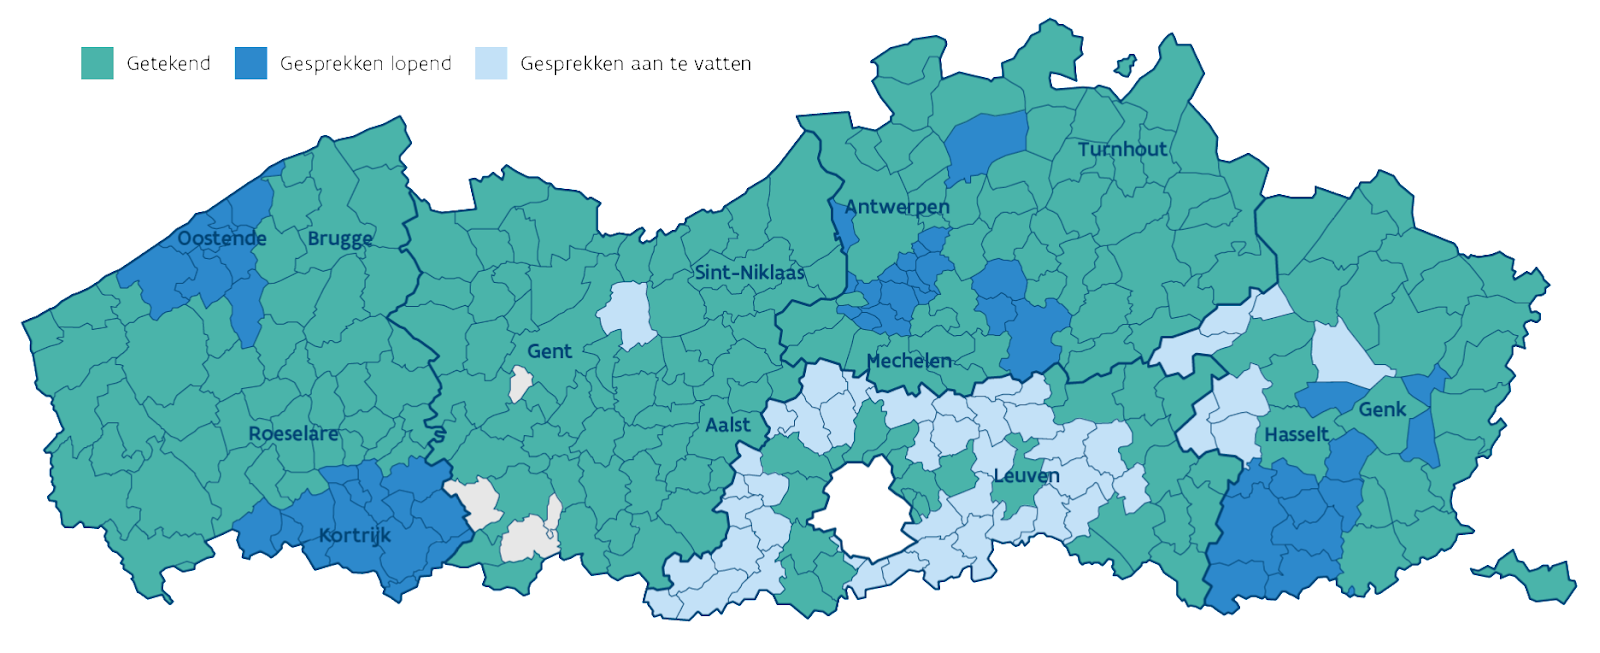 Getekend
Gesprekken lopend
Gesprekken aan te vatten
Turnhout
Antwerpen
Oostende
Brugge
Sint-Niklaas
Gent
Mechelen
Genk
Aalst
Roeselare
Hasselt
Leuven
Kortrijk